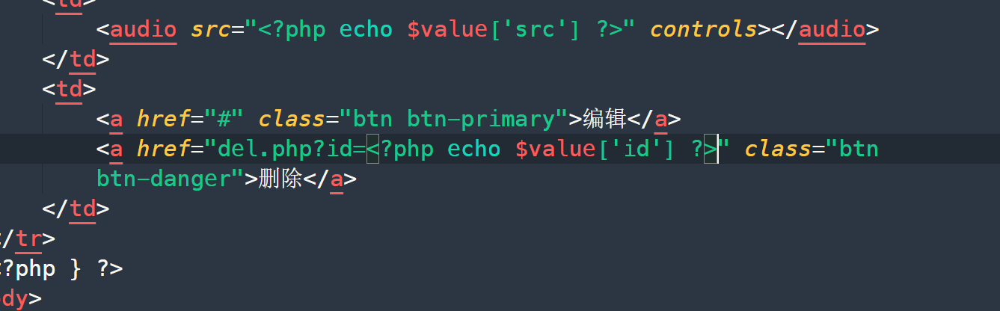 <td>
<audio src="<?php echo $value['src'] ?>" controls></audio>
</td>
<td>
<a href="#" class="btn btn-primary">编辑</a>
<a href="del.php?id=<?php echo $value['id'] ?>" class="btn
btn-danger">删除</a>
</td>
</tr>
<?php } ?>
ody>